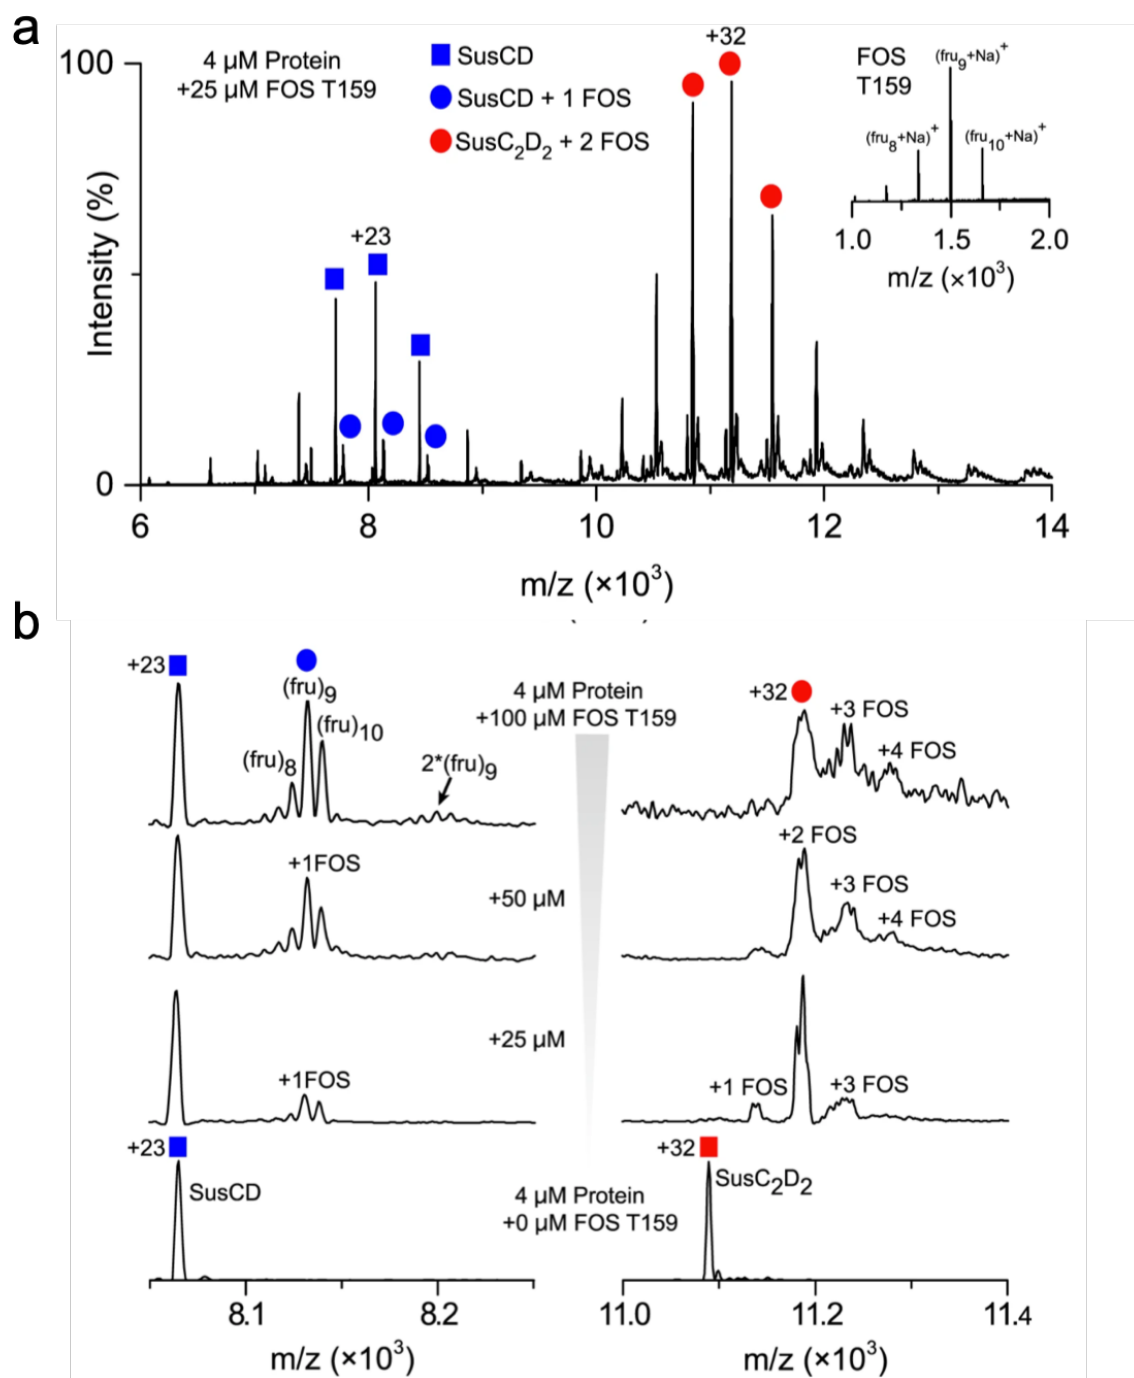 a
100
4 µM Protein
+25 µM FOS T159
SusCD
SusCD + 1 FOS
SusC₂D₂ + 2 FOS
+32
FOS
T159
(fru₉+Na)⁺
(fru₈+Na)⁺
(fru₁₀+Na)⁺
1.0 1.5 2.0
m/z (×10³)
+23
Intensity (%)
0
6 8 10 12 14
m/z (×10³)
b
+23
(fru)₉
(fru)₁₀
(fru)₈
2*(fru)₉
4 µM Protein
+100 µM FOS T159
+32
+3 FOS
+4 FOS
+1FOS
+50 µM
+2 FOS
+3 FOS
+4 FOS
+1FOS
+25 µM
+1 FOS
+3 FOS
+23
SusCD
4 µM Protein
+0 µM FOS T159
+32
SusC₂D₂
8.1 8.2
m/z (×10³)
11.0 11.2 11.4
m/z (×10³)